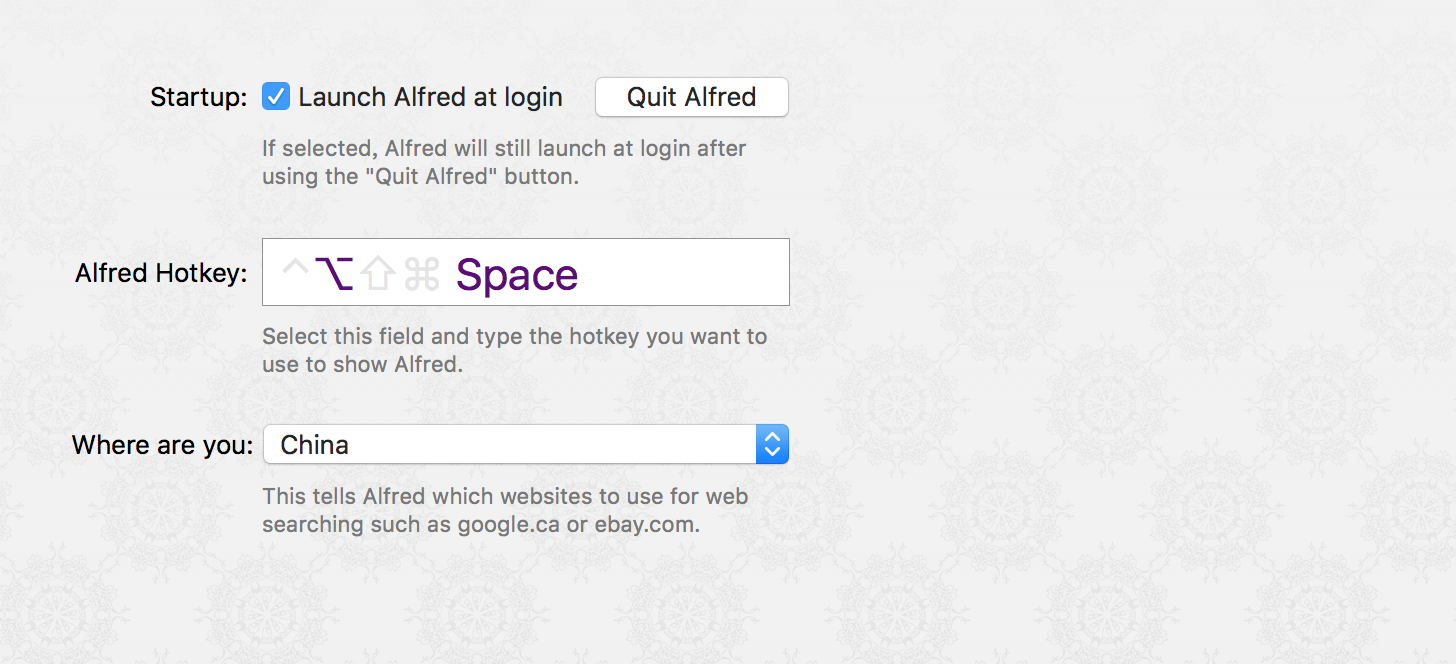 Startup: Launch Alfred at login Quit Alfred
If selected, Alfred will still launch at login after
using the "Quit Alfred" button.
Alfred Hotkey: ^⌥⇧⌘ Space
Select this field and type the hotkey you want to
use to show Alfred.
Where are you: China
This tells Alfred which websites to use for web
searching such as google.ca or ebay.com.